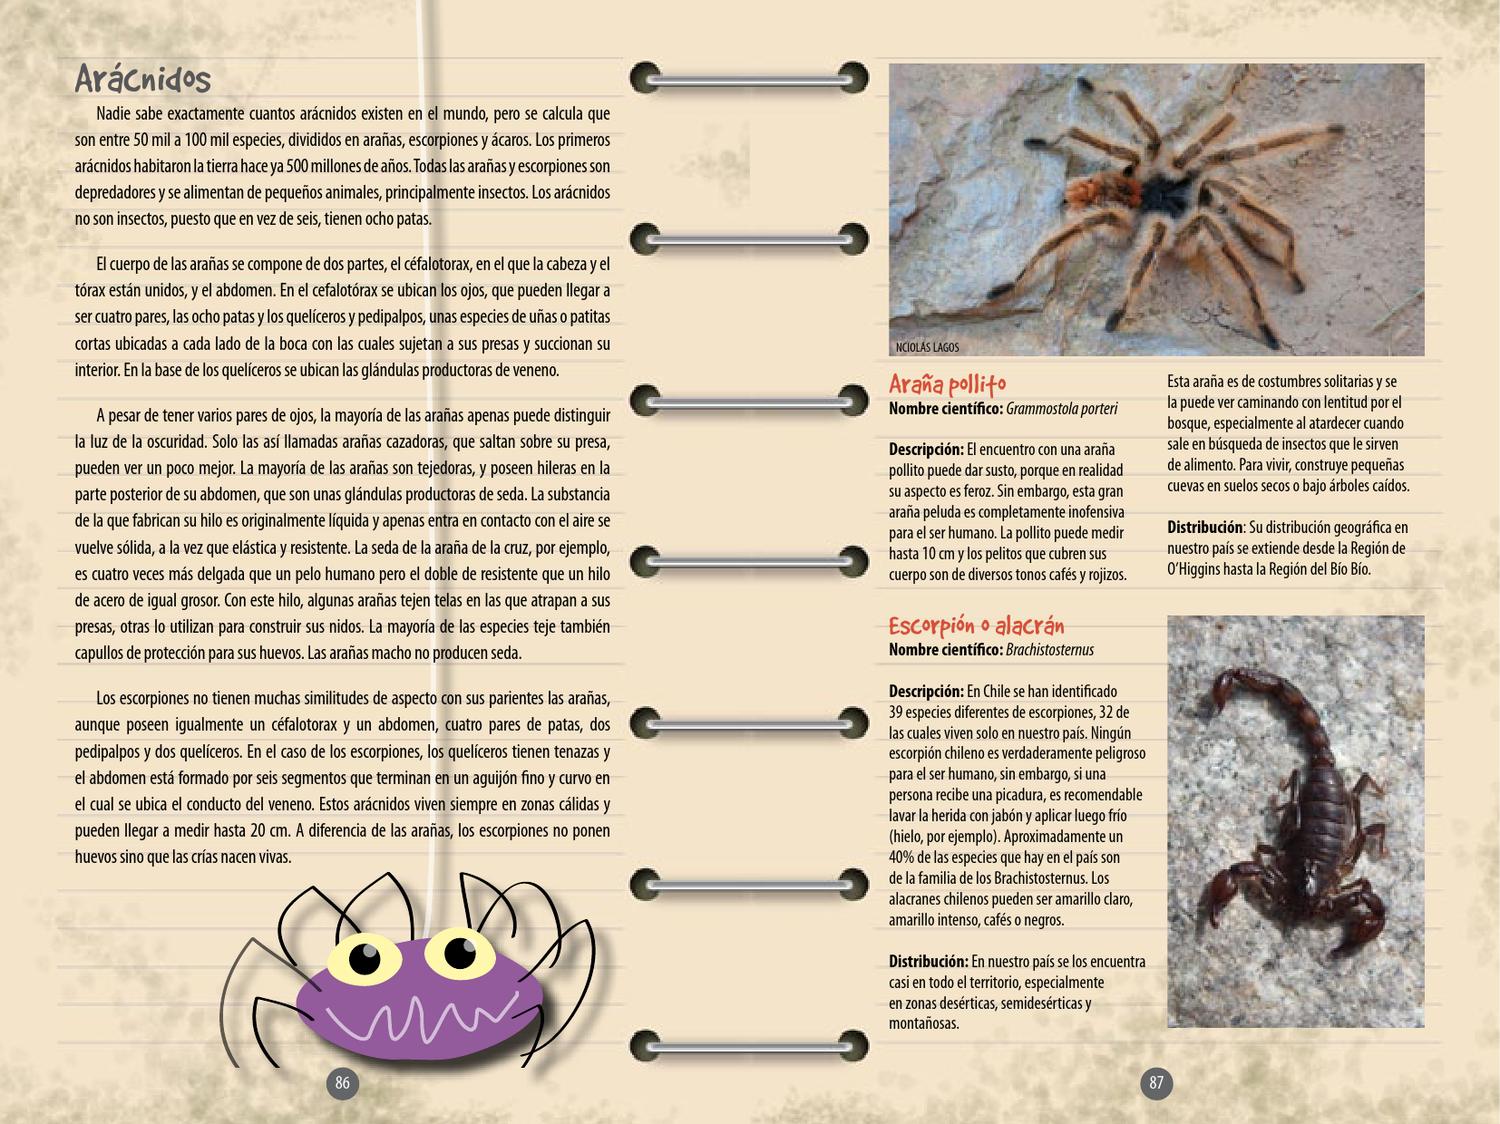 Arácnidos
Nadie sabe exactamente cuantos arácnidos existen en el mundo, pero se calcula que
son entre 50 mil a 100 mil especies, divididos en arañas, escorpiones y ácaros. Los primeros
arácnidos habitaron la tierra hace ya 500 millones de años. Todas las arañas y escorpiones son
depredadores y se alimentan de pequeños animales, principalmente insectos. Los arácnidos
no son insectos, puesto que en vez de seis, tienen ocho patas.
El cuerpo de las arañas se compone de dos partes, el céfalotorax, en el que la cabeza y el
tórax están unidos, y el abdomen. En el cefalotórax se ubican los ojos, que pueden llegar a
ser cuatro pares, las ocho patas y los quelíceros y pedipalpos, unas especies de uñas o patitas
cortas ubicadas a cada lado de la boca con las cuales sujetan a sus presas y succionan su
interior. En la base de los quelíceros se ubican las glándulas productoras de veneno.
A pesar de tener varios pares de ojos, la mayoría de las arañas apenas puede distinguir
la luz de la oscuridad. Solo las así llamadas arañas cazadoras, que saltan sobre su presa,
pueden ver un poco mejor. La mayoría de las arañas son tejedoras, y poseen hileras en la
parte posterior de su abdomen, que son unas glándulas productoras de seda. La substancia
de la que fabrican su hilo es originalmente líquida y apenas entra en contacto con el aire se
vuelve sólida, a la vez que elástica y resistente. La seda de la araña de la cruz, por ejemplo,
es cuatro veces más delgada que un pelo humano pero el doble de resistente que un hilo
de acero de igual grosor. Con este hilo, algunas arañas tejen telas en las que atrapan a sus
presas, otras lo utilizan para construir sus nidos. La mayoría de las especies teje también
capullos de protección para sus huevos. Las arañas macho no producen seda.
Los escorpiones no tienen muchas similitudes de aspecto con sus parientes las arañas,
aunque poseen igualmente un céfalotorax y un abdomen, cuatro pares de patas, dos
pedipalpos y dos quelíceros. En el caso de los escorpiones, los quelíceros tienen tenazas y
el abdomen está formado por seis segmentos que terminan en un aguijón fino y curvo en
el cual se ubica el conducto del veneno. Estos arácnidos viven siempre en zonas cálidas y
pueden llegar a medir hasta 20 cm. A diferencia de las arañas, los escorpiones no ponen
huevos sino que las crías nacen vivas.
86
NCIOLÁS LAGOS
Araña pollito
Nombre científico: Grammostola porteri
Descripción: El encuentro con una araña
pollito puede dar susto, porque en realidad
su aspecto es feroz. Sin embargo, esta gran
araña peluda es completamente inofensiva
para el ser humano. La pollito puede medir
hasta 10 cm y los pelitos que cubren sus
cuerpo son de diversos tonos cafés y rojizos.
Esta araña es de costumbres solitarias y se
la puede ver caminando con lentitud por el
bosque, especialmente al atardecer cuando
sale en búsqueda de insectos que le sirven
de alimento. Para vivir, construye pequeñas
cuevas en suelos secos o bajo árboles caídos.
Distribución: Su distribución geográfica en
nuestro país se extiende desde la Región de
O'Higgins hasta la Región del Bío Bío.
Escorpión o alacrán
Nombre científico: Brachistosternus
Descripción: En Chile se han identificado
39 especies diferentes de escorpiones, 32 de
las cuales viven solo en nuestro país. Ningún
escorpión chileno es verdaderamente peligroso
para el ser humano, sin embargo, si una
persona recibe una picadura, es recomendable
lavar la herida con jabón y aplicar luego frío
(hielo, por ejemplo). Aproximadamente un
40% de las especies que hay en el país son
de la familia de los Brachistosternus. Los
alacranes chilenos pueden ser amarillo claro,
amarillo intenso, cafés o negros.
Distribución: En nuestro país se los encuentra
casi en todo el territorio, especialmente
en zonas desérticas, semidesérticas y
montañosas.
87